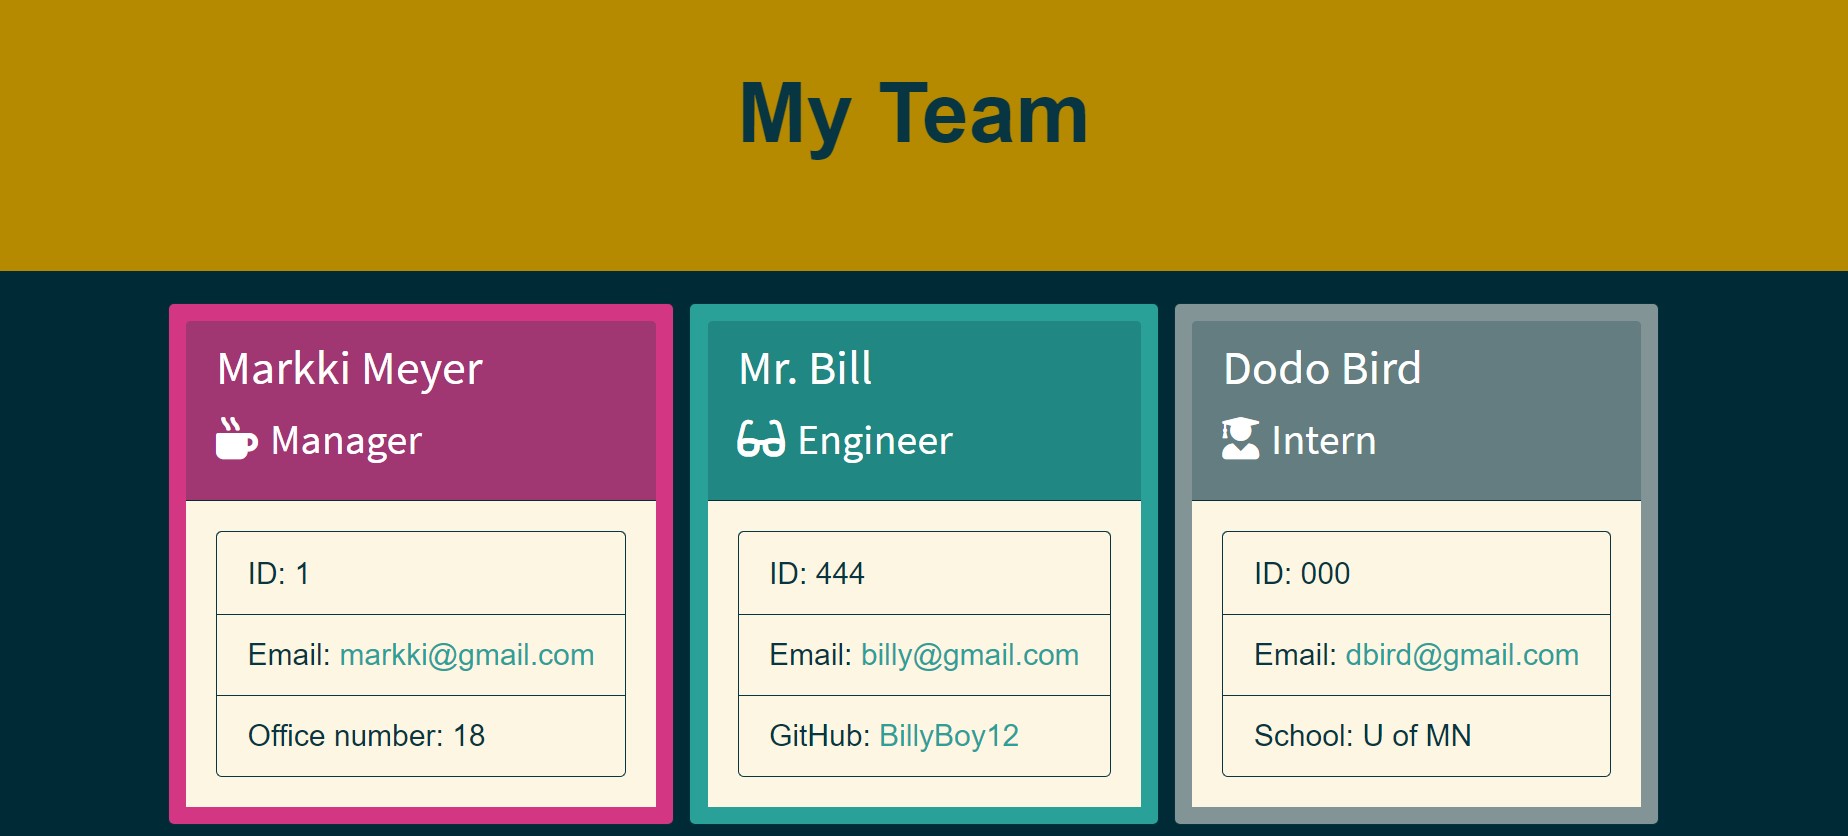 My Team
Markki Meyer
Manager
ID: 1
Email: markki@gmail.com
Office number: 18
Mr. Bill
Engineer
ID: 444
Email: billy@gmail.com
GitHub: BillyBoy12
Dodo Bird
Intern
ID: 000
Email: dbird@gmail.com
School: U of MN